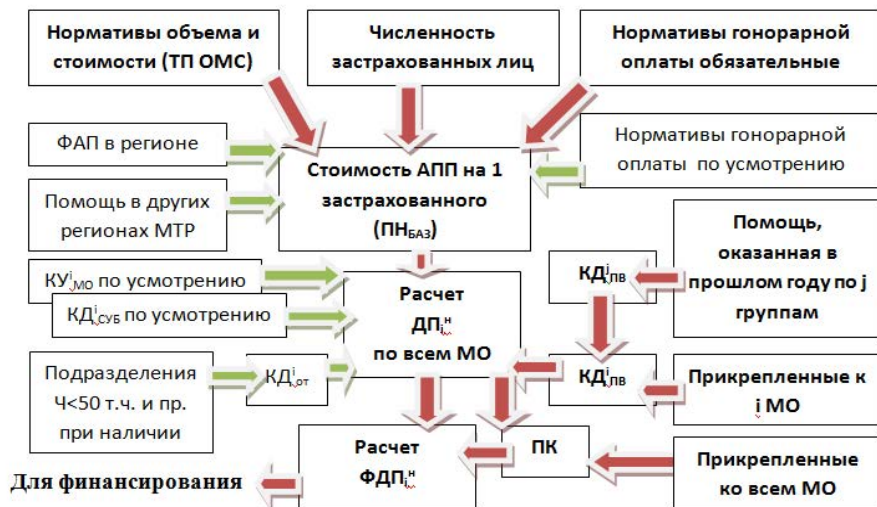 Нормативы объема и
стоимости (ТП ОМС)
Численность
застрахованных лиц
Нормативы гонорарной
оплаты обязательные
ФАП в регионе
Стоимость АПП на 1
застрахованного
(ПНБАЗ)
Нормативы гонорарной
оплаты по усмотрению
Помощь в других
регионах МТР
КУiМО по усмотрению
КДiСУБ по усмотрению
Расчет
ДПiн
по всем МО
КДjПВ
Помощь,
оказанная в
прошлом году по j
группам
Подразделения
Ч<50 т.ч. и пр.
при наличии
КДiот
КДiПВ
Прикрепленные к
i МО
Расчет
ФДПiн
ПК
Прикрепленные
ко всем МО
Для финансирования